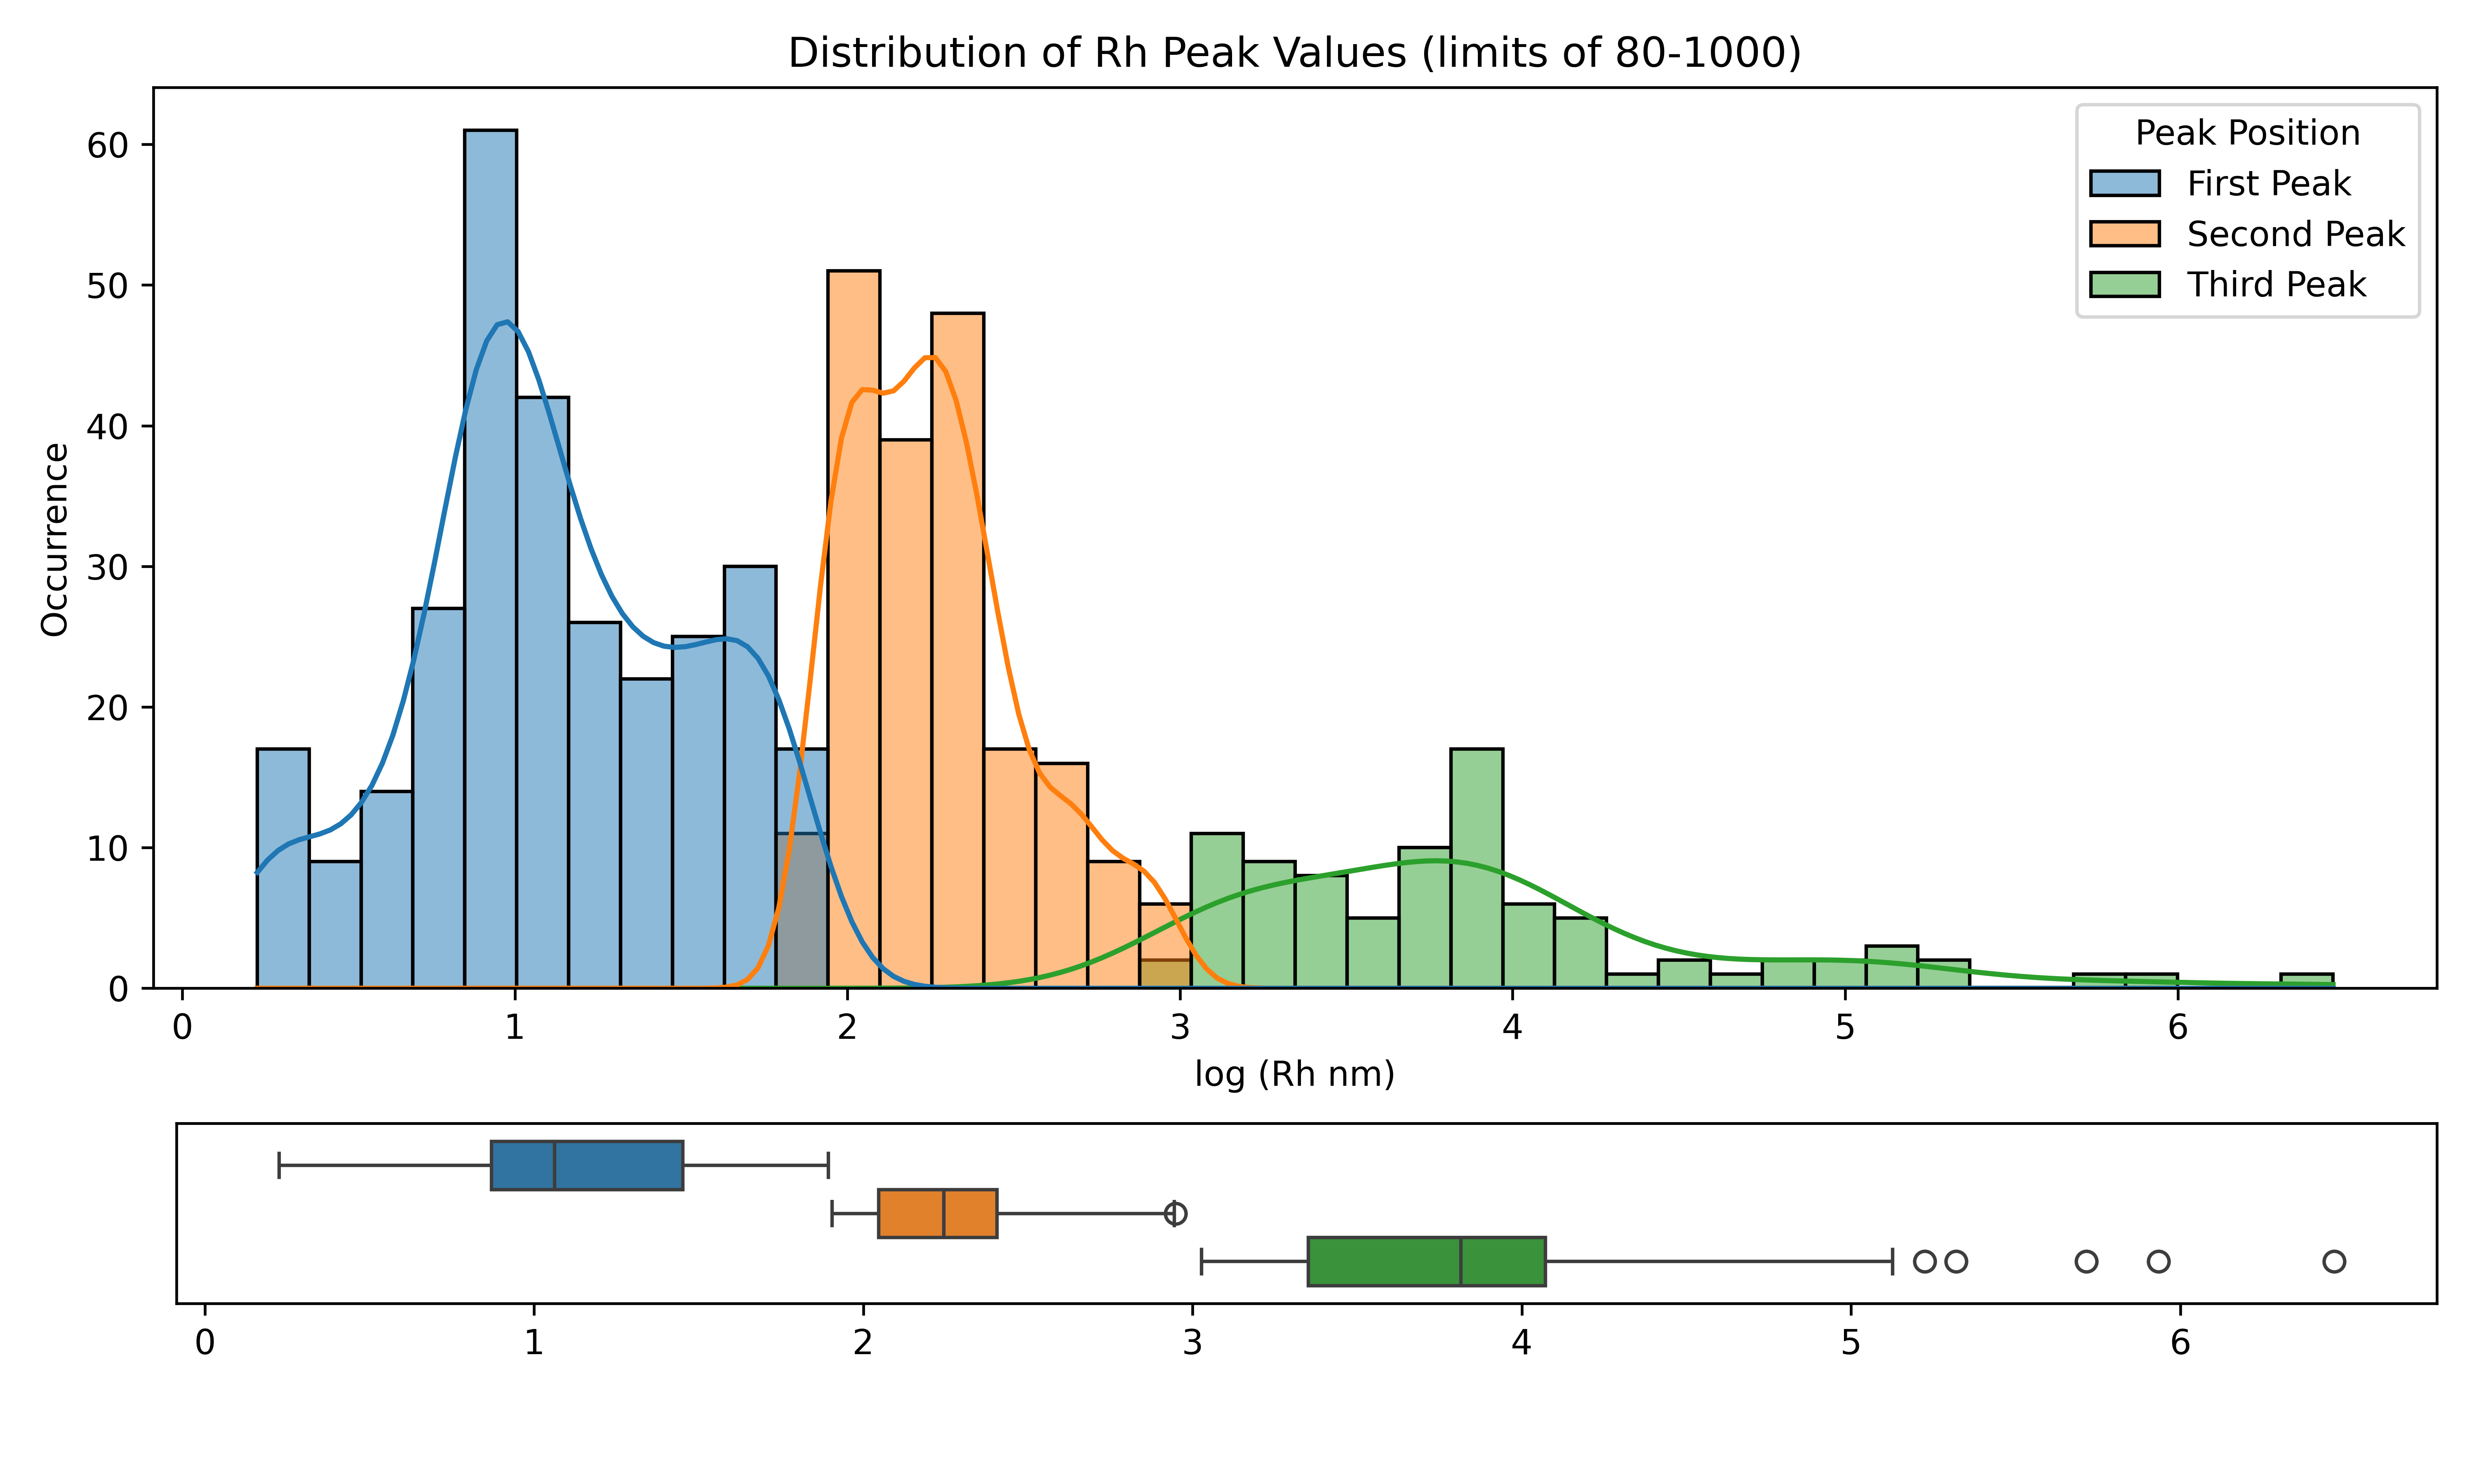 Distribution of Rh Peak Values (limits of 80-1000)
Peak Position
First Peak
Second Peak
Third Peak
Occurrence
60
50
40
30
20
10
0
0 1 2 3 4 5 6
log (Rh nm)
0 1 2 3 4 5 6